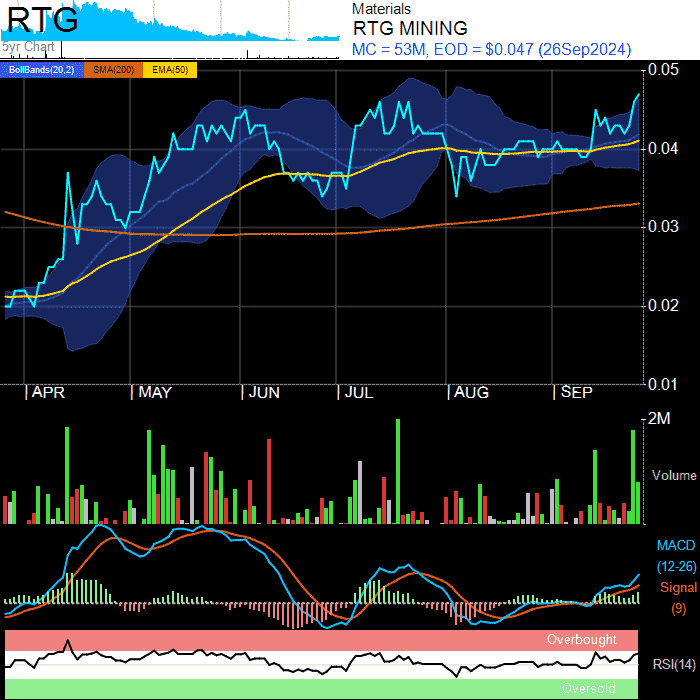 RTG
5yr Chart
Materials
RTG MINING
MC = 53M, EOD = $0.047 (26Sep2024)
BollBands(20,2) SMA(200) EMA(50)
0.05
0.04
0.03
0.02
0.01
APR MAY JUN JUL AUG SEP
2M
Volume
MACD
(12-26)
Signal
(9)
Overbought
RSI(14)
Oversold